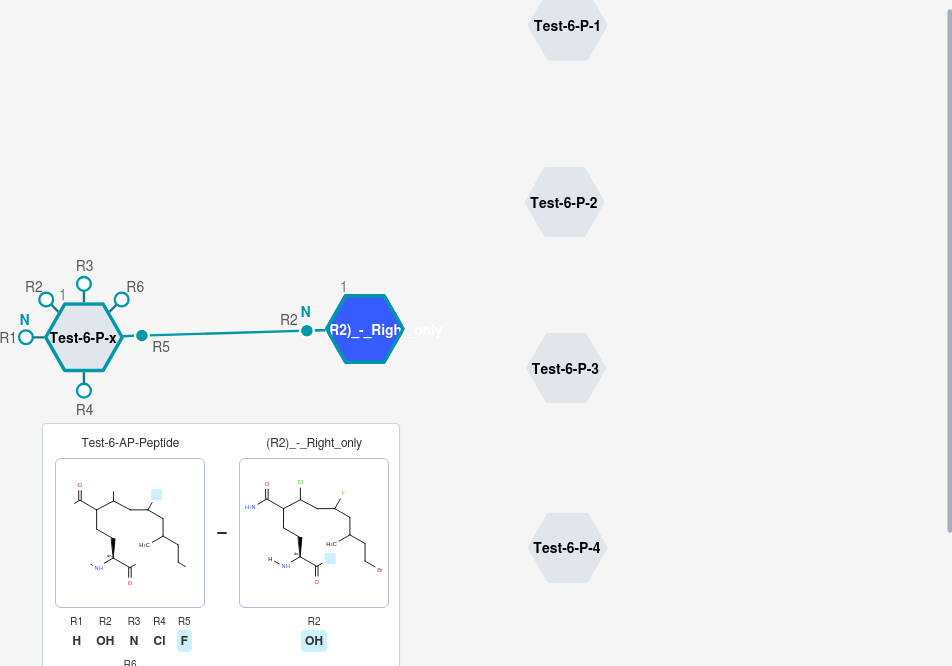 Test-6-P-1
Test-6-P-2
R3
R2
1
R6
N
R1
Test-6-P-x
R5
R4
1
N
R2
R2)_-_Right_only
Test-6-P-3
Test-6-AP-Peptide
(R2)_-_Right_only
O
H₃C
NH
O
O
Cl
F
H₂N
H₃C
H
NH
O
Br
R1 R2 R3 R4 R5
H OH N Cl F
R6
R2
OH
Test-6-P-4